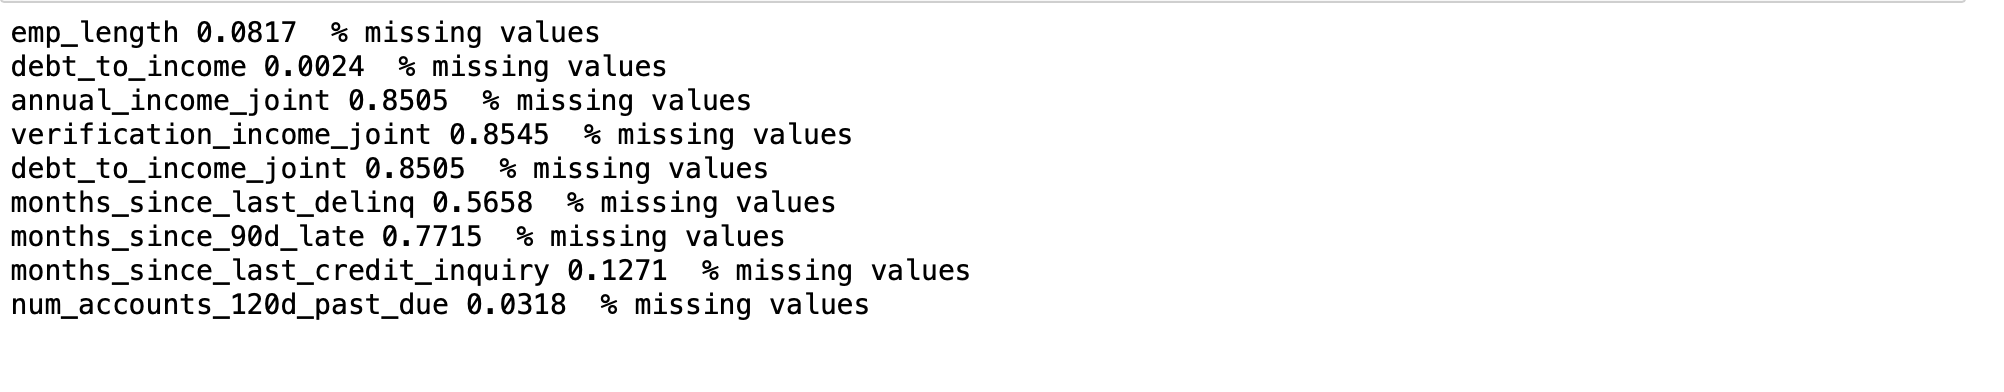 emp_length 0.0817  % missing values
debt_to_income 0.0024  % missing values
annual_income_joint 0.8505  % missing values
verification_income_joint 0.8545  % missing values
debt_to_income_joint 0.8505  % missing values
months_since_last_delinq 0.5658  % missing values
months_since_90d_late 0.7715  % missing values
months_since_last_credit_inquiry 0.1271  % missing values
num_accounts_120d_past_due 0.0318  % missing values